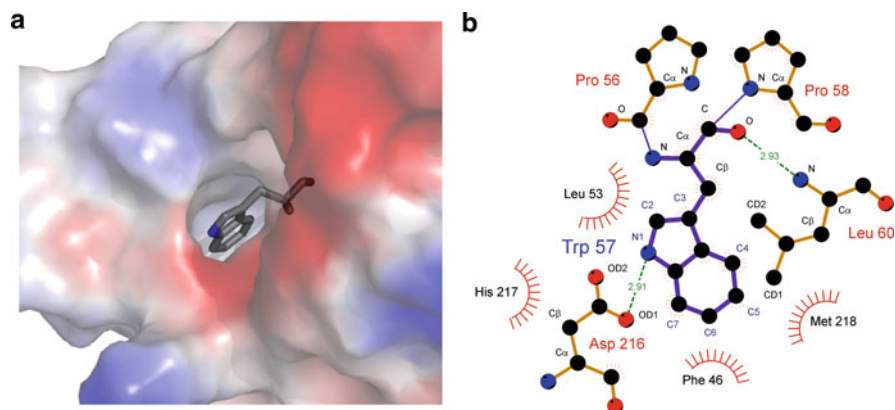 a
b
Pro 56
Cα
N
N
Cα
Pro 58
O
C
O
N
Cα
2.93
N
Cβ
Leu 53
C2
C3
CD2
Cβ
Cα
Trp 57
N1
C4
Leu 60
OD2
2.91
CD1
His 217
C5
Cβ
OD1
C7
C6
Met 218
Asp 216
Cα
Phe 46